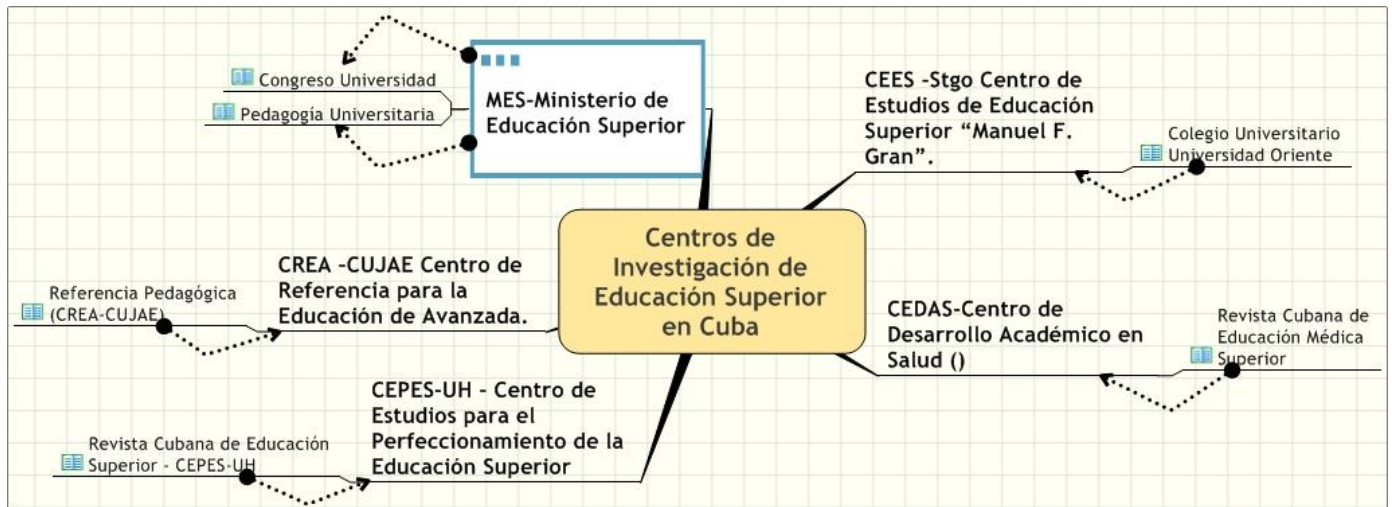 Congreso Universidad
Pedagogía Universitaria
MES-Ministerio de
Educación Superior
CEES -Stgo Centro de
Estudios de Educación
Superior “Manuel F.
Gran”.
Colegio Universitario
Universidad Oriente
Centros de
Investigación de
Educación Superior
en Cuba
CREA -CUJAE Centro de
Referencia para la
Educación de Avanzada.
Referencia Pedagógica
(CREA-CUJAE)
CEDAS-Centro de
Desarrollo Académico en
Salud ()
Revista Cubana de
Educación Médica
Superior
CEPES-UH - Centro de
Estudios para el
Perfeccionamiento de la
Educación Superior
Revista Cubana de Educación
Superior - CEPES-UH